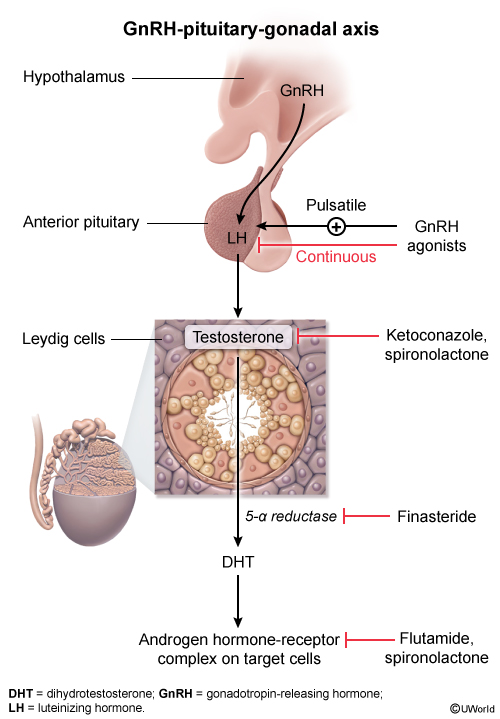 GnRH-pituitary-gonadal axis
Hypothalamus
GnRH
Anterior pituitary
LH
Pulsatile
+
GnRH
agonists
Continuous
Leydig cells
Testosterone
Ketoconazole,
spironolactone
5-α reductase
Finasteride
DHT
Androgen hormone-receptor
complex on target cells
Flutamide,
spironolactone
DHT = dihydrotestosterone; GnRH = gonadotropin-releasing hormone;
LH = luteinizing hormone.
©UWorld